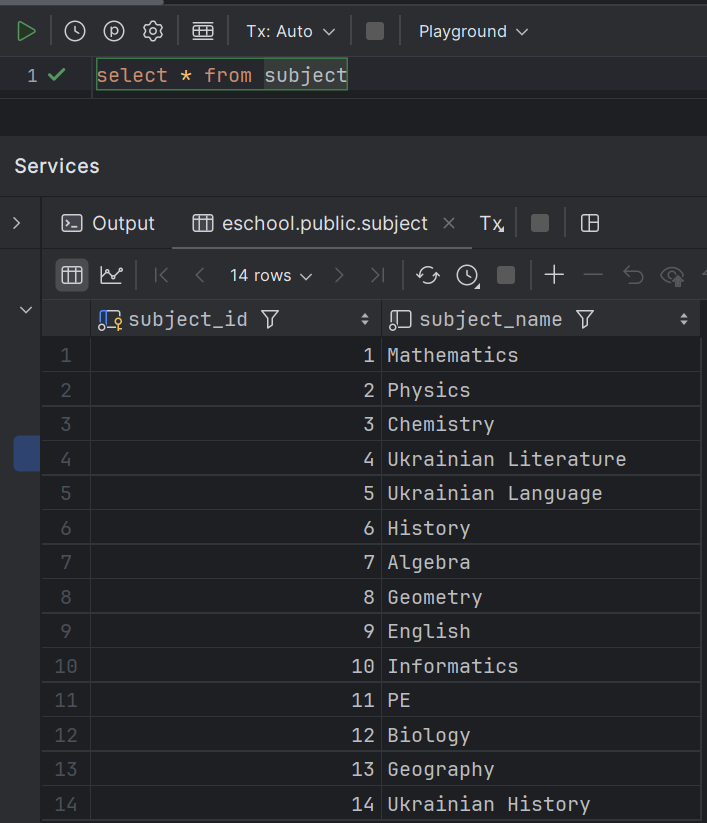 Tx: Auto Playground
1 select * from subject
Services
Output eschool.public.subject Tx
14 rows
subject_id subject_name
1 1 Mathematics
2 2 Physics
3 3 Chemistry
4 4 Ukrainian Literature
5 5 Ukrainian Language
6 6 History
7 7 Algebra
8 8 Geometry
9 9 English
10 10 Informatics
11 11 PE
12 12 Biology
13 13 Geography
14 14 Ukrainian History